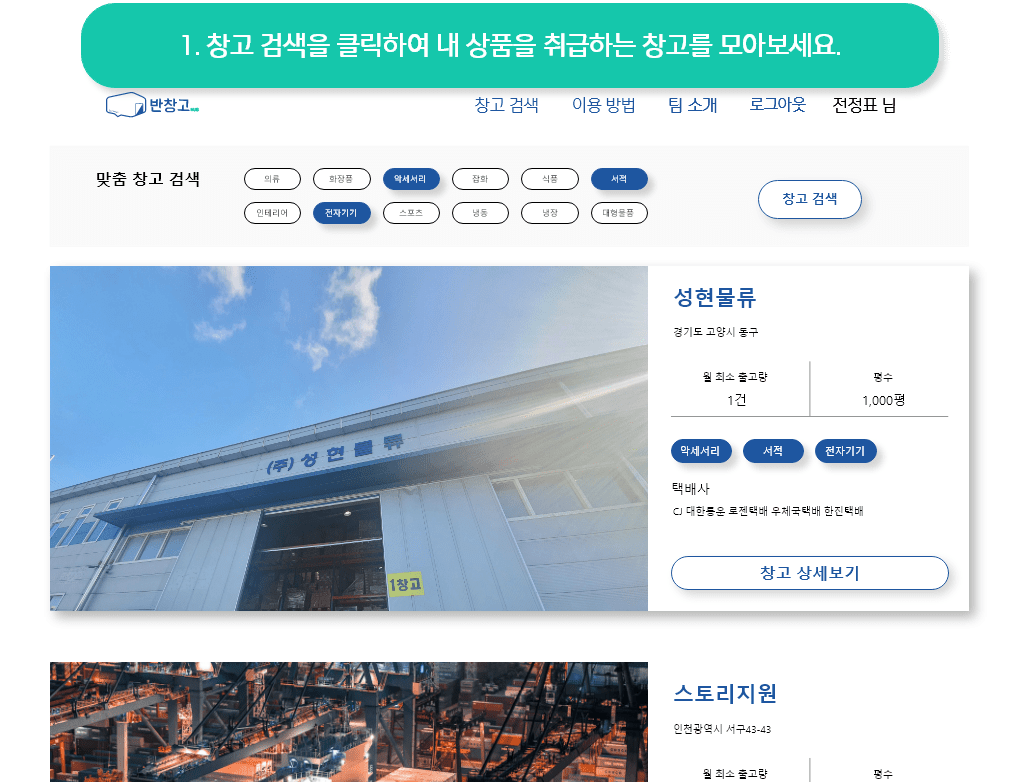 1. 창고 검색을 클릭하여 내 상품을 취급하는 창고를 모아보세요.
반창고
창고 검색 이용 방법 팀 소개 로그아웃 전정표 님
맞춤 창고 검색
의류 화장품 악세서리 잡화 식품 서적
인테리어 전자기기 스포츠 냉동 냉장 대형물품
창고 검색
(주) 성현물류
1창고
성현물류
경기도 고양시 동구
월 최소 출고량 평수
1건 1,000평
악세서리 서적 전자기기
택배사
CJ 대한통운 로젠택배 우체국택배 한진택배
창고 상세보기
스토리지원
인천광역시 서구43-43
월 최소 출고량 평수